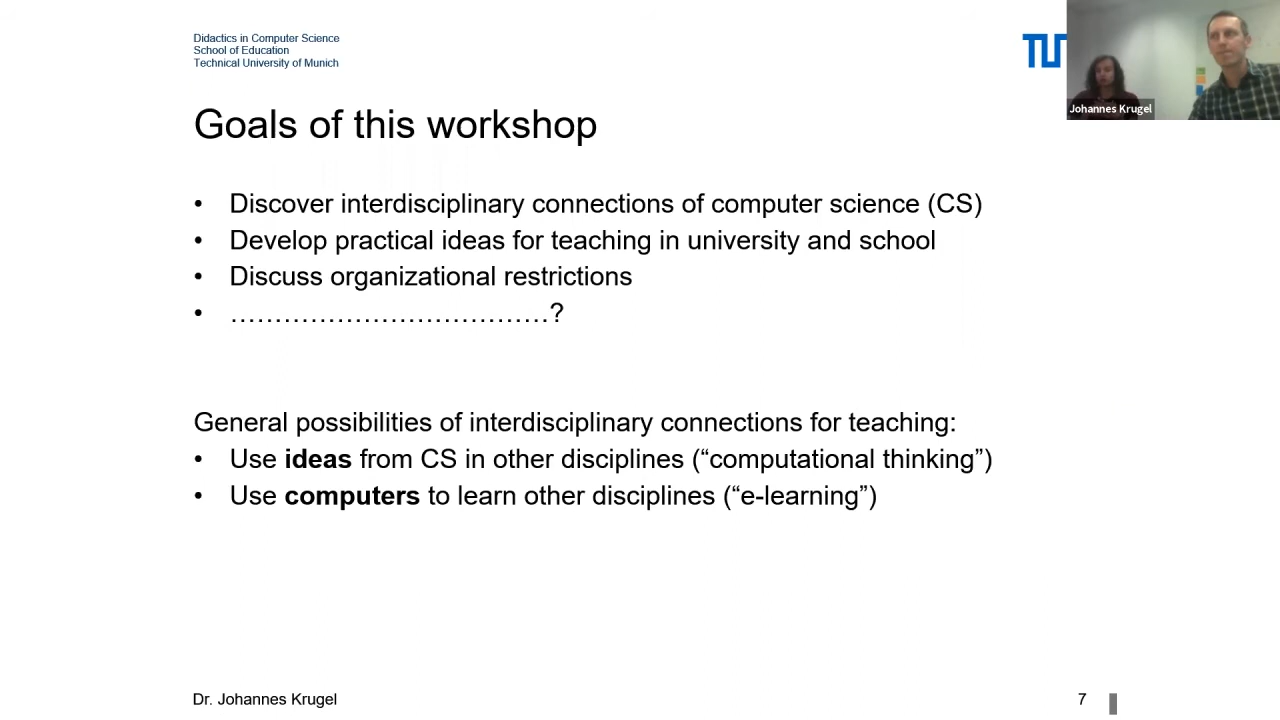 Didactics in Computer Science
School of Education
Technical University of Munich
Johannes Krugel
Goals of this workshop
• Discover interdisciplinary connections of computer science (CS)
• Develop practical ideas for teaching in university and school
• Discuss organizational restrictions
• ………………………………?
General possibilities of interdisciplinary connections for teaching:
• Use ideas from CS in other disciplines (“computational thinking”)
• Use computers to learn other disciplines (“e-learning”)
Dr. Johannes Krugel
7